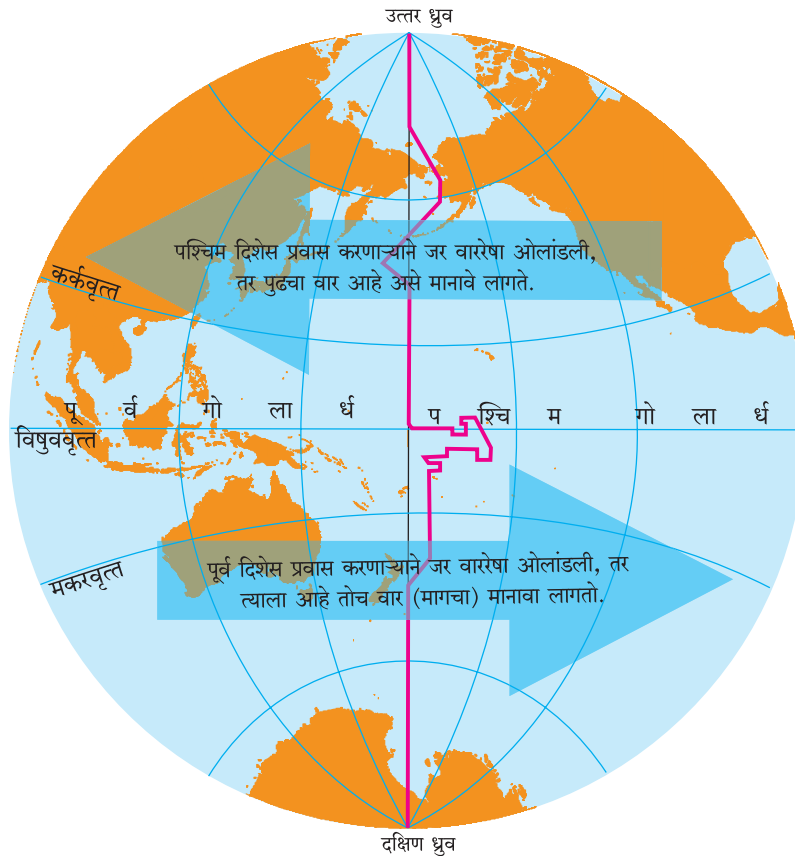 उत्तर ध्रुव
पश्चिम दिशेस प्रवास करणाऱ्याने जर वाररेषा ओलांडली,
तर पुढचा वार आहे असे मानावे लागते.
कर्कवृत्त
पूर्व गोलार्ध पश्चिम गोलार्ध
विषुववृत्त
मकरवृत्त
पूर्व दिशेस प्रवास करणाऱ्याने जर वाररेषा ओलांडली, तर
त्याला आहे तोच वार (मागचा) मानावा लागतो.
दक्षिण ध्रुव